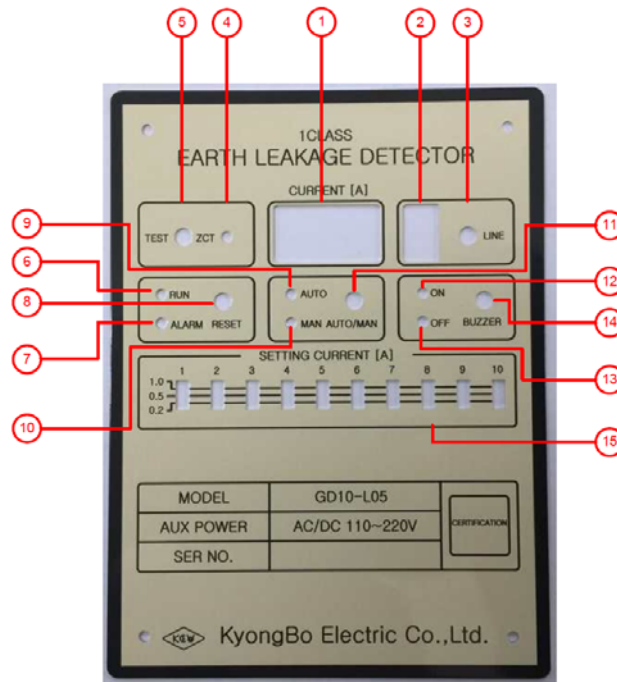 5
4
1
2
3
1CLASS
EARTH LEAKAGE DETECTOR
CURRENT [A]
TEST ZCT
LINE
9
11
6
RUN
AUTO
ON
12
8
7
ALARM RESET
MAN AUTO/MAN
OFF BUZZER
14
13
10
SETTING CURRENT [A]
1 2 3 4 5 6 7 8 9 10
1.0
0.5
0.2
15
MODEL GD10-L05
AUX POWER AC/DC 110~220V
CERTIFICATION
SER NO.
KyongBo Electric Co.,Ltd.